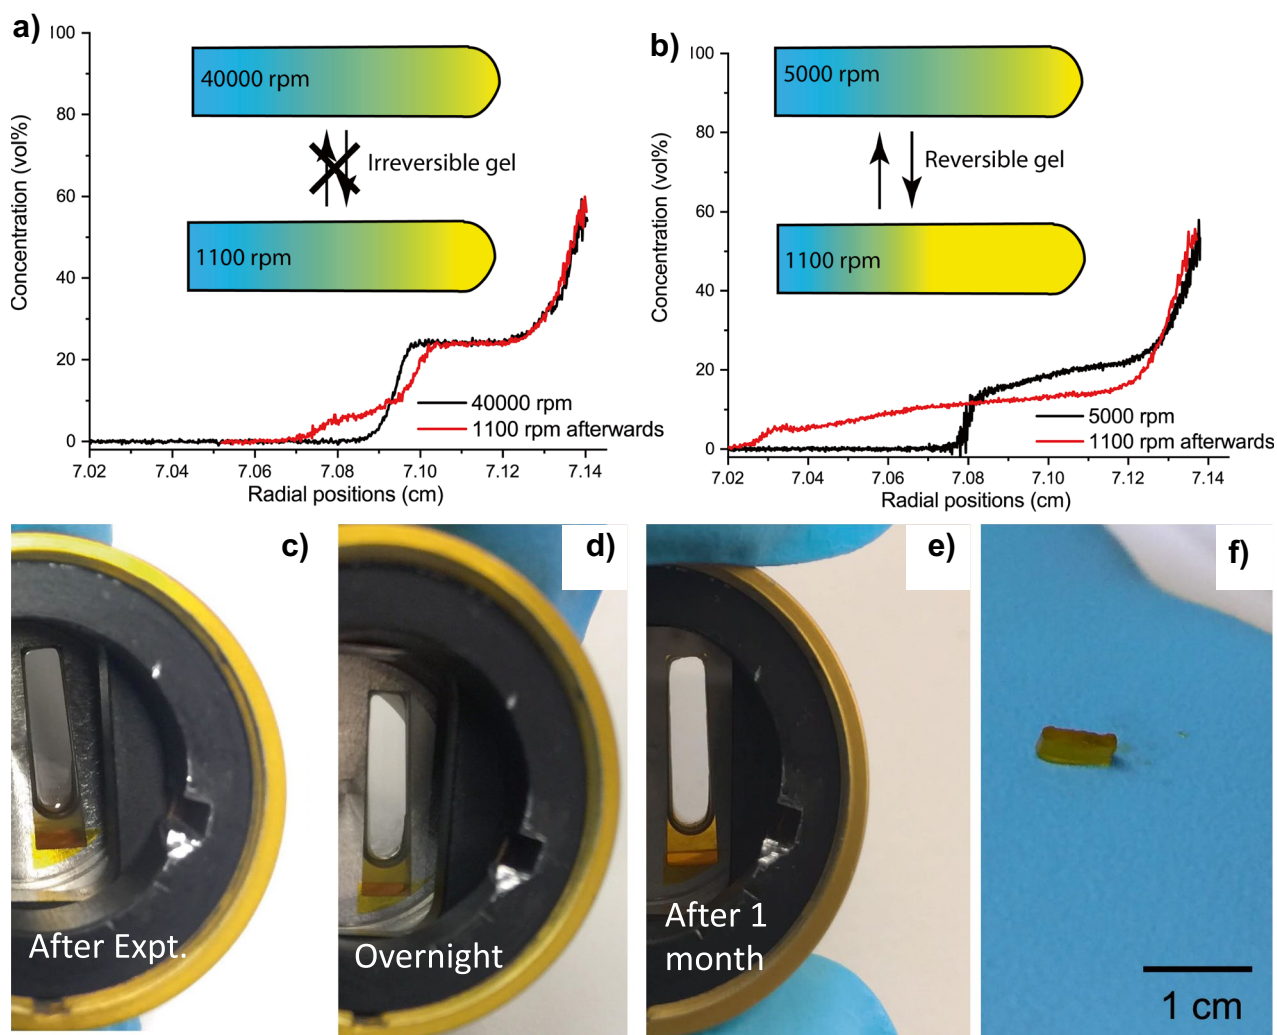 a)
100
80
60
40
20
0
Concentration (vol%)
40000 rpm
Irreversible gel
1100 rpm
40000 rpm
1100 rpm afterwards
7.02 7.04 7.06 7.08 7.10 7.12 7.14
Radial positions (cm)
b)
100
80
60
40
20
0
Concentration (vol%)
5000 rpm
Reversible gel
1100 rpm
5000 rpm
1100 rpm afterwards
7.02 7.04 7.06 7.08 7.10 7.12 7.14
Radial positions (cm)
c)
After Expt.
d)
Overnight
e)
After 1
month
f)
1 cm